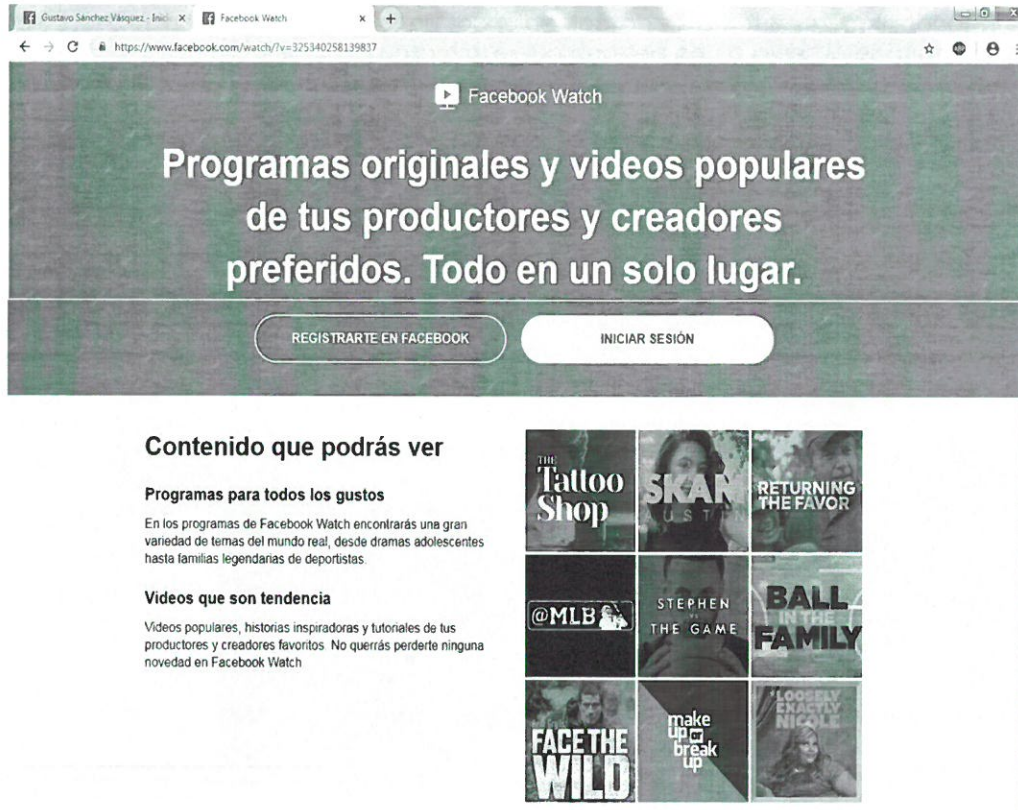 Gustavo Sánchez Vásquez - Inic
Facebook Watch
https://www.facebook.com/watch/?v=325340258139837
Facebook Watch
Programas originales y videos populares
de tus productores y creadores
preferidos. Todo en un solo lugar.
REGISTRARTE EN FACEBOOK
INICIAR SESIÓN
Contenido que podrás ver
Programas para todos los gustos
En los programas de Facebook Watch encontrarás una gran
variedad de temas del mundo real, desde dramas adolescentes
hasta familias legendarias de deportistas.
Videos que son tendencia
Videos populares, historias inspiradoras y tutoriales de tus
productores y creadores favoritos. No querrás perderte ninguna
novedad en Facebook Watch
THE
Tattoo
Shop
SKAM
AUSTIN
RETURNING
THE FAVOR
@MLB
STEPHEN
vs
THE GAME
BALL
IN THE
FAMILY
FACE THE
WILD
make
up or
break
up
LOOSELY
EXACTLY
NICOLE